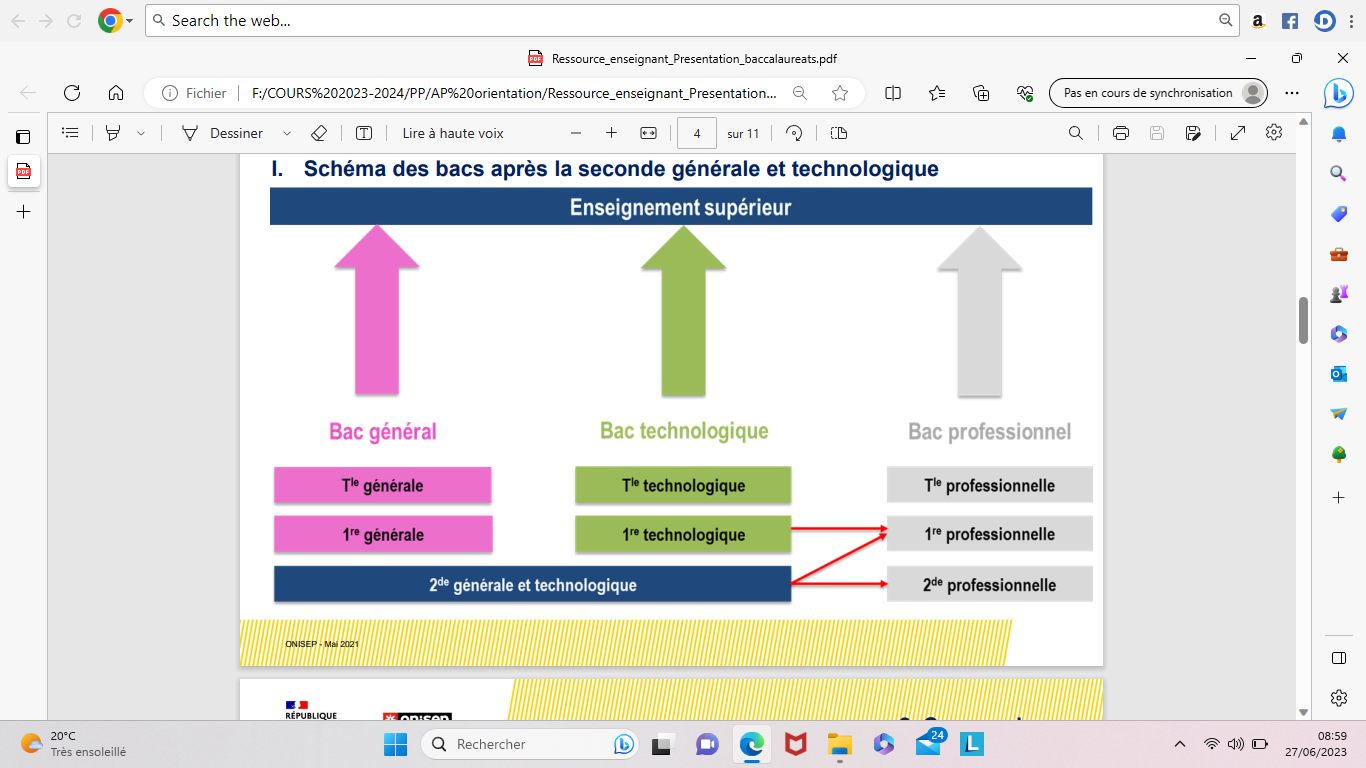 Search the web...
Ressource_enseignant_Presentation_baccalaureats.pdf
Fichier
F:/COURS%202023-2024/PP/AP%20orientation/Ressource_enseignant_Presentation...
Pas en cours de synchronisation
Dessiner
Lire à haute voix
4
sur 11
I. Schéma des bacs après la seconde générale et technologique
Enseignement supérieur
Bac général
Bac technologique
Bac professionnel
Tle générale
Tle technologique
Tle professionnelle
1re générale
1re technologique
1re professionnelle
2de générale et technologique
2de professionnelle
ONISEP - Mai 2021
RÉPUBLIQUE
onisep
20°C
Très ensoleillé
Rechercher
24
08:59
27/06/2023